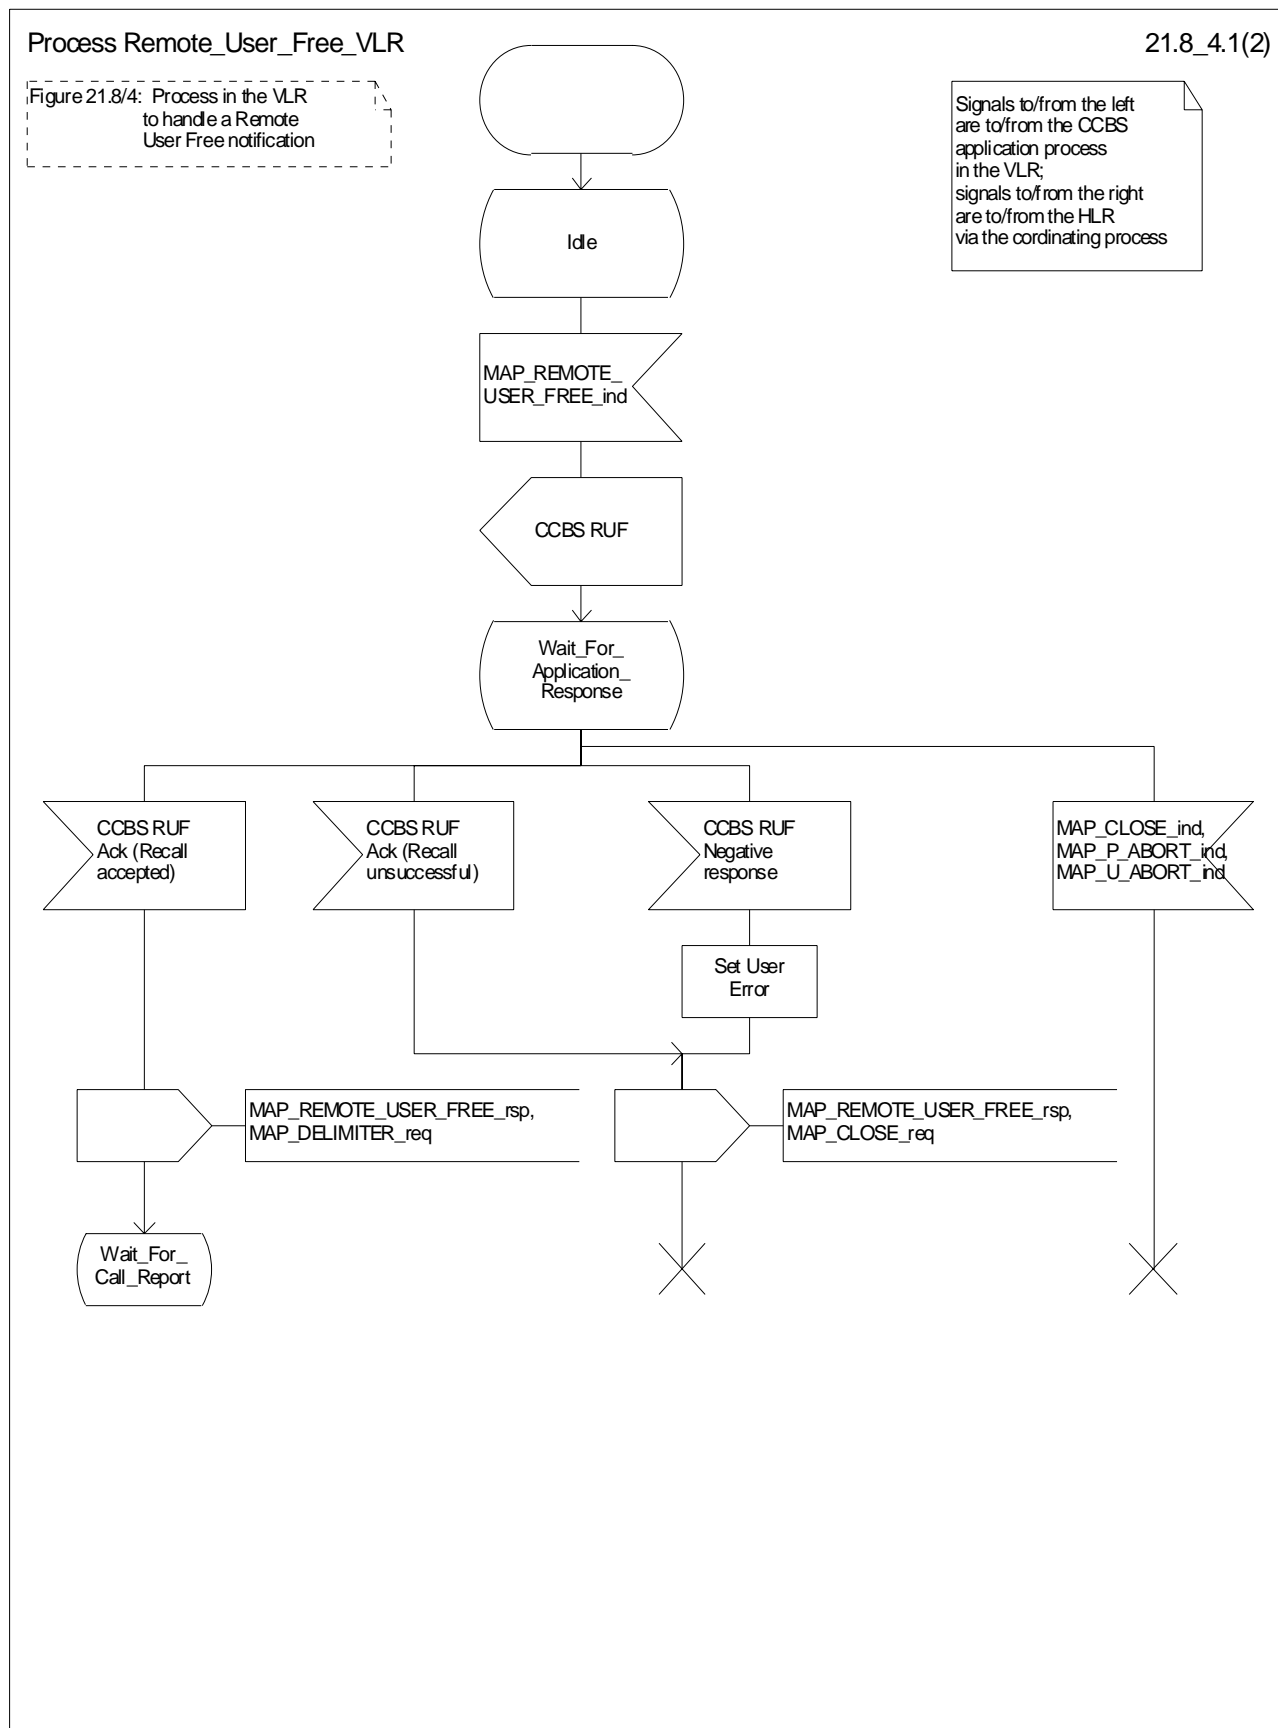 Process Remote_User_Free_VLR
21.8_4.1(2)
Figure 21.8/4: Process in the VLR
to handle a Remote
User Free notification
Signals to/from the left
are to/from the CCBS
application process
in the VLR;
signals to/from the right
are to/from the HLR
via the cordinating process
Idle
MAP_REMOTE_
USER_FREE_ind
CCBS RUF
Wait_For_
Application_
Response
CCBS RUF
Ack (Recall
accepted)
CCBS RUF
Ack (Recall
unsuccessful)
CCBS RUF
Negative
response
MAP_CLOSE_ind,
MAP_P_ABORT_ind,
MAP_U_ABORT_ind
Set User
Error
MAP_REMOTE_USER_FREE_rsp,
MAP_DELIMITER_req
MAP_REMOTE_USER_FREE_rsp,
MAP_CLOSE_req
Wait_For_
Call_Report